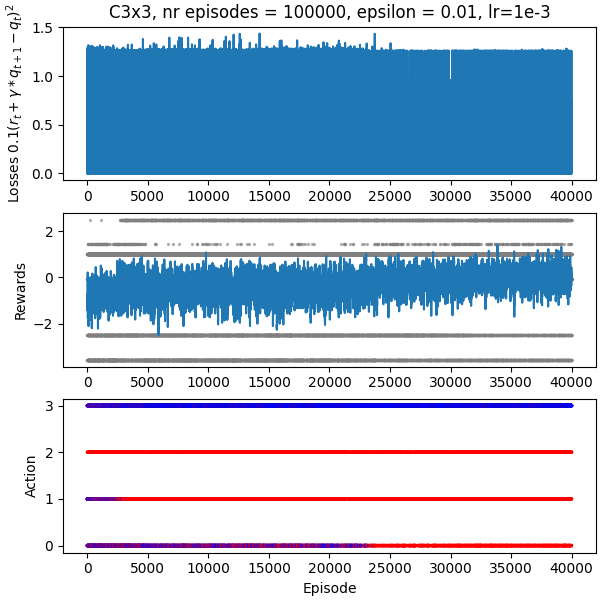 C3x3, nr episodes = 100000, epsilon = 0.01, lr=1e-3
Losses 0.1(r_t + γ * q_{t+1} − q_t)^2
1.5
1.0
0.5
0.0
0 5000 10000 15000 20000 25000 30000 35000 40000
Rewards
2
0
−2
0 5000 10000 15000 20000 25000 30000 35000 40000
Action
3
2
1
0
0 5000 10000 15000 20000 25000 30000 35000 40000
Episode